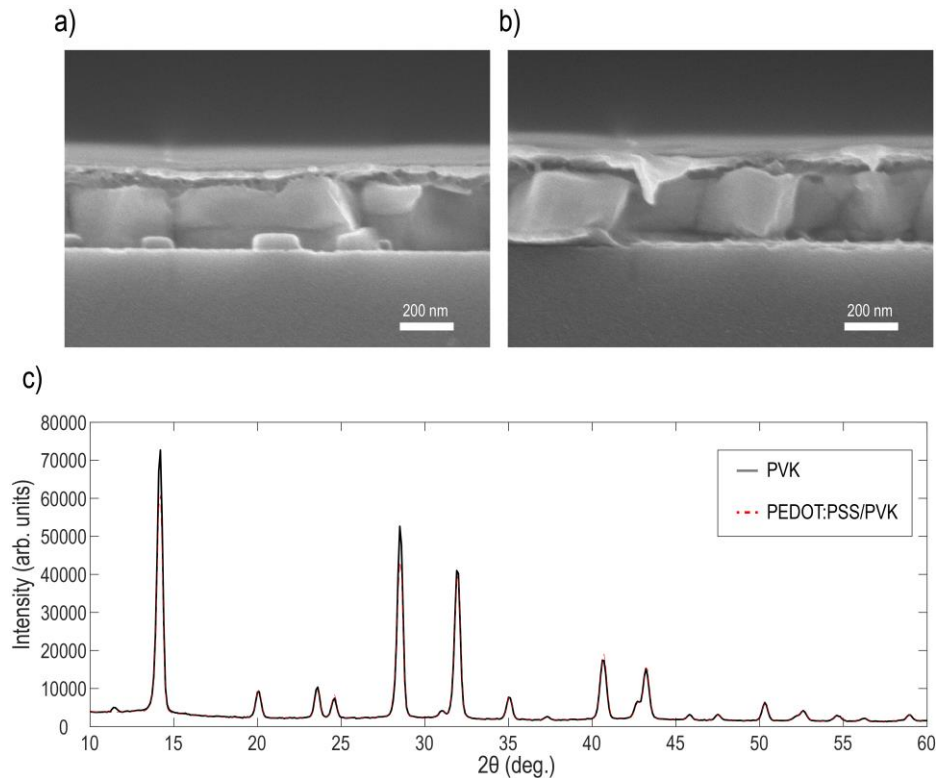 a)
b)
200 nm
200 nm
c)
80000
70000
60000
50000
40000
30000
20000
10000
0
Intensity (arb. units)
PVK
PEDOT:PSS/PVK
10
15
20
25
30
35
40
45
50
55
60
2θ (deg.)